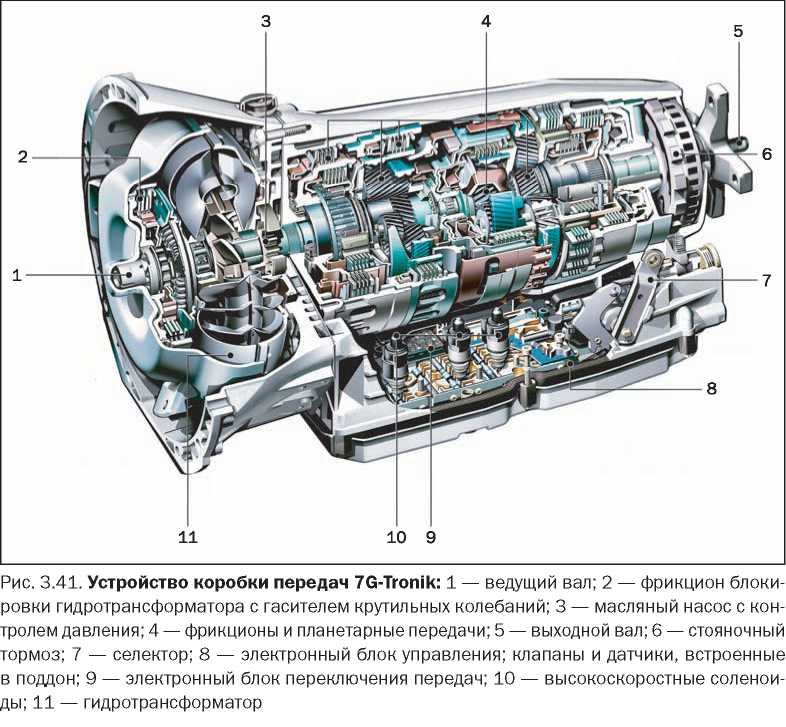 3
4
5
2
6
1
7
8
11
10
9
Рис. 3.41. Устройство коробки передач 7G-Tronik: 1 — ведущий вал; 2 — фрикцион блоки-
ровки гидротрансформатора с гасителем крутильных колебаний; 3 — масляный насос с кон-
тролем давления; 4 — фрикционы и планетарные передачи; 5 — выходной вал; 6 — стояночный
тормоз; 7 — селектор; 8 — электронный блок управления; клапаны и датчики, встроенные
в поддон; 9 — электронный блок переключения передач; 10 — высокоскоростные соленои-
ды; 11 — гидротрансформатор